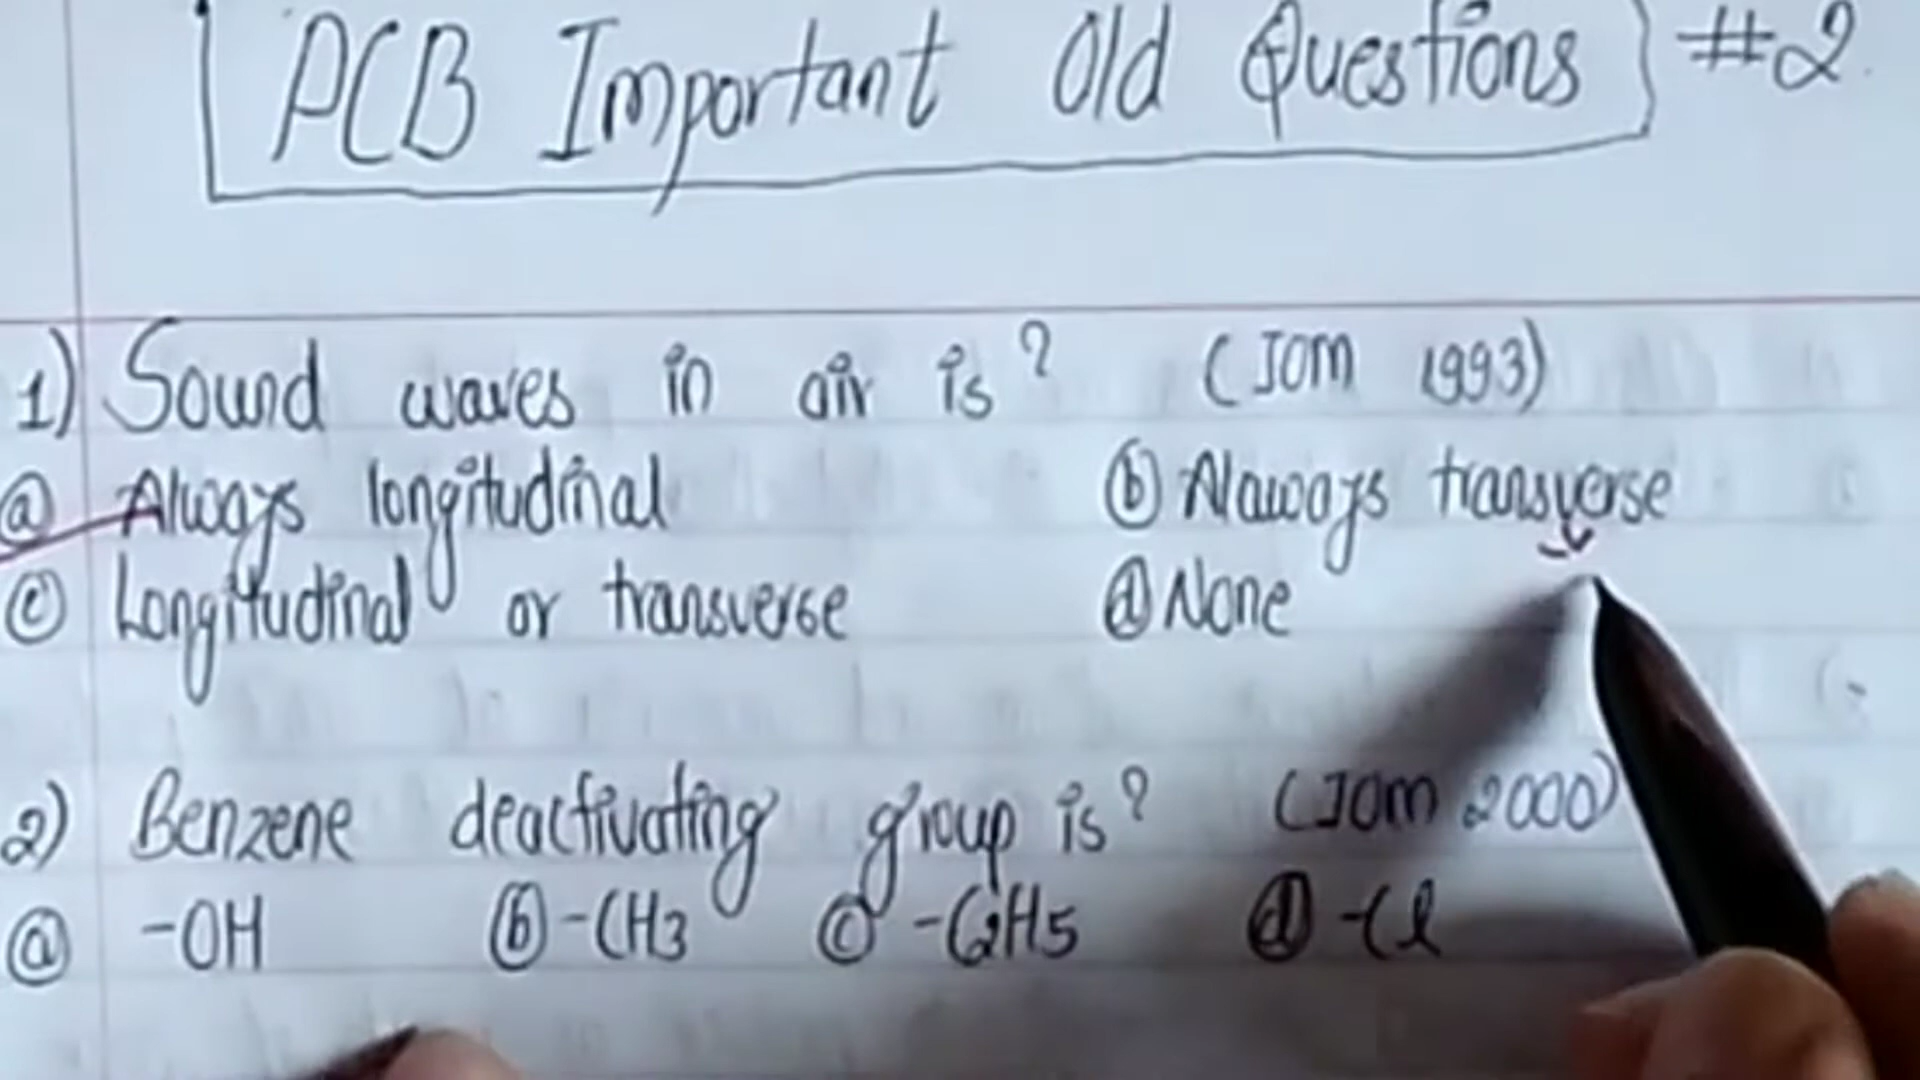 PCB Important Old Questions #2
1) Sound waves in air is? (IOM 1993)
ⓐ Always longitudinal ⓑ Alaways transverse
ⓒ Longitudinal or transverse ⓓ None
2) Benzene deactivating group is? (IOM 2000)
ⓐ -OH ⓑ -CH3 ⓒ -C2H5 ⓓ -Cl